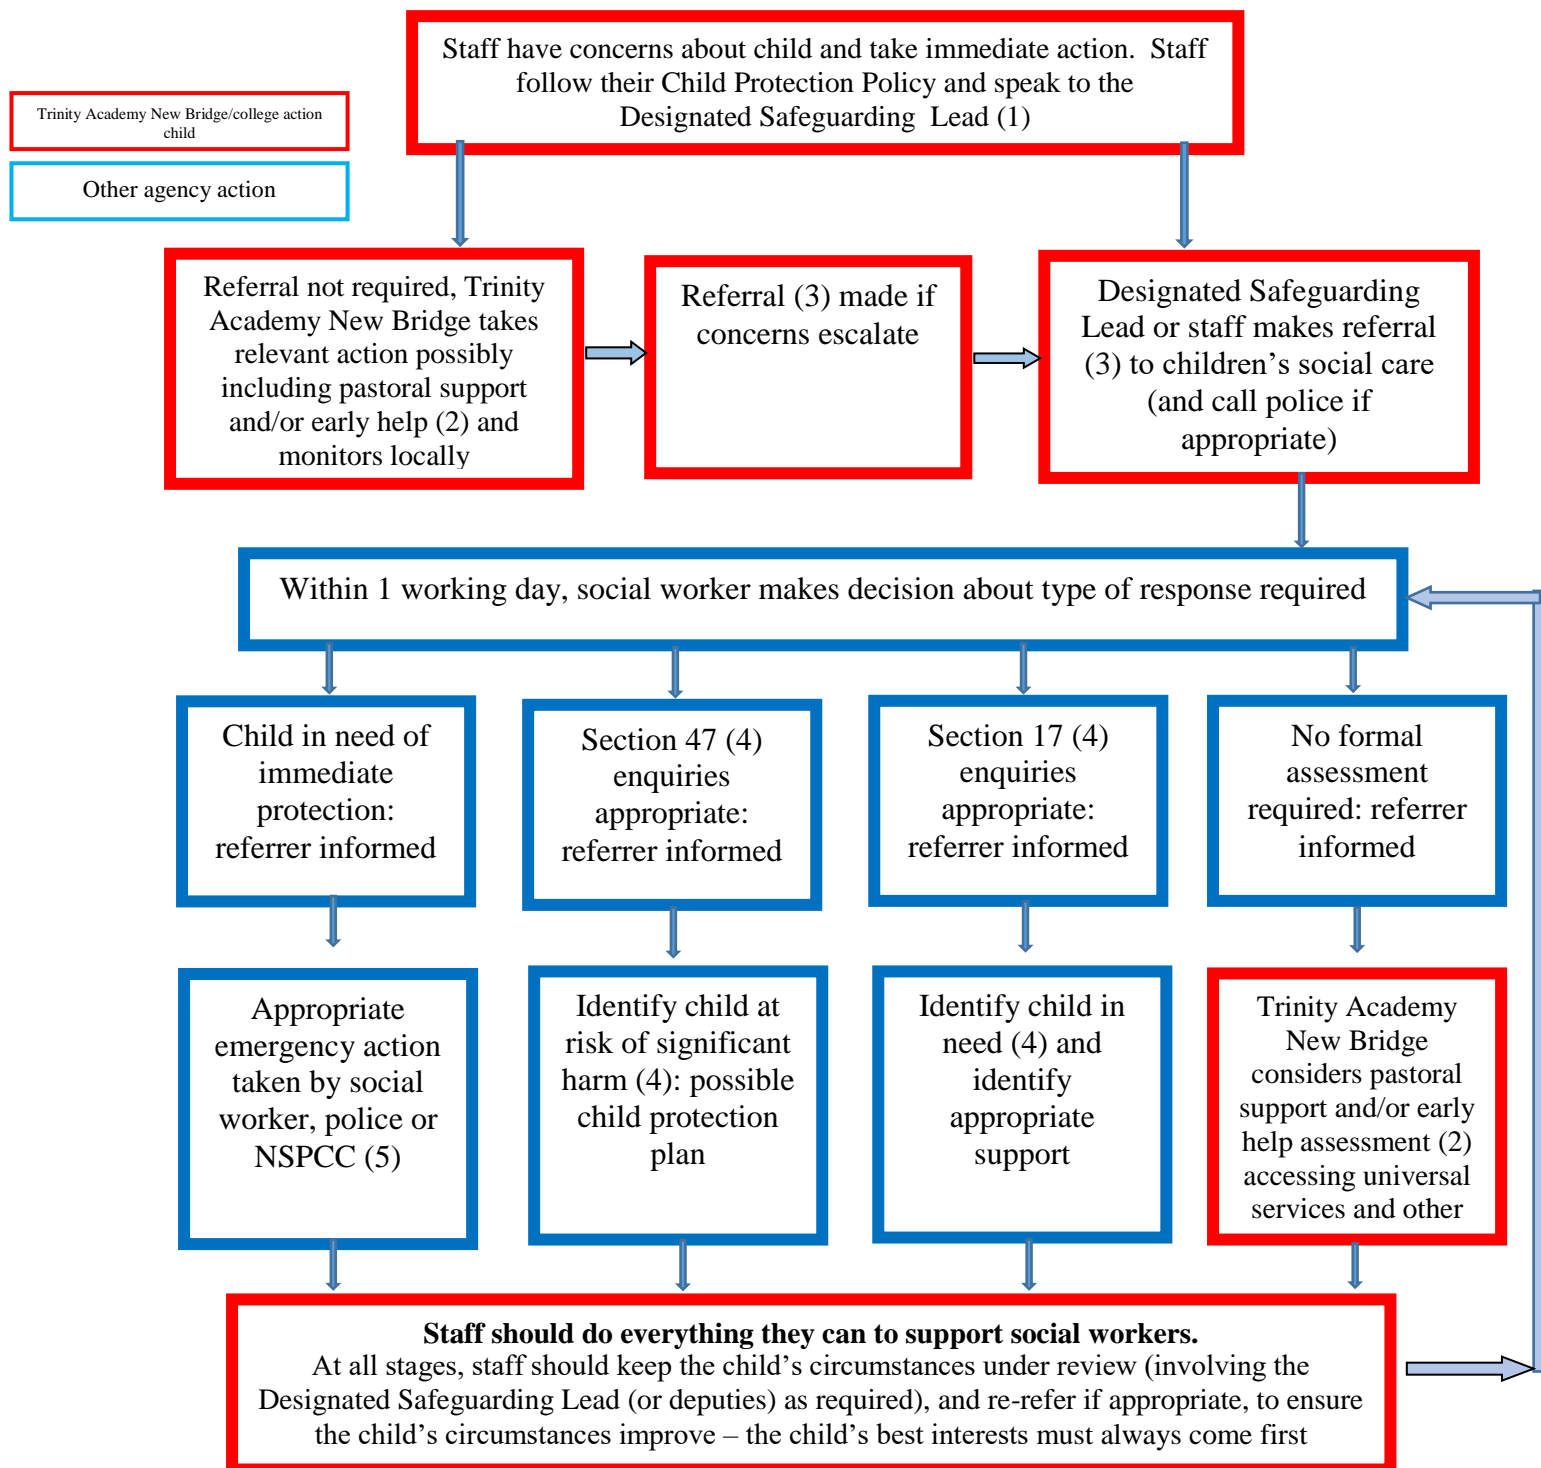 Staff have concerns about child and take immediate action.  Staff
follow their Child Protection Policy and speak to the
Designated Safeguarding  Lead (1)
Trinity Academy New Bridge/college action
child
Other agency action
Referral not required, Trinity
Academy New Bridge takes
relevant action possibly
including pastoral support
and/or early help (2) and
monitors locally
Referral (3) made if
concerns escalate
Designated Safeguarding
Lead or staff makes referral
(3) to children’s social care
(and call police if
appropriate)
Within 1 working day, social worker makes decision about type of response required
Child in need of
immediate
protection:
referrer informed
Section 47 (4)
enquiries
appropriate:
referrer informed
Section 17 (4)
enquiries
appropriate:
referrer informed
No formal
assessment
required: referrer
informed
Appropriate
emergency action
taken by social
worker, police or
NSPCC (5)
Identify child at
risk of significant
harm (4): possible
child protection
plan
Identify child in
need (4) and
identify
appropriate
support
Trinity Academy
New Bridge
considers pastoral
support and/or early
help assessment (2)
accessing universal
services and other
Staff should do everything they can to support social workers.
At all stages, staff should keep the child’s circumstances under review (involving the
Designated Safeguarding Lead (or deputies) as required), and re-refer if appropriate, to ensure
the child’s circumstances improve – the child’s best interests must always come first